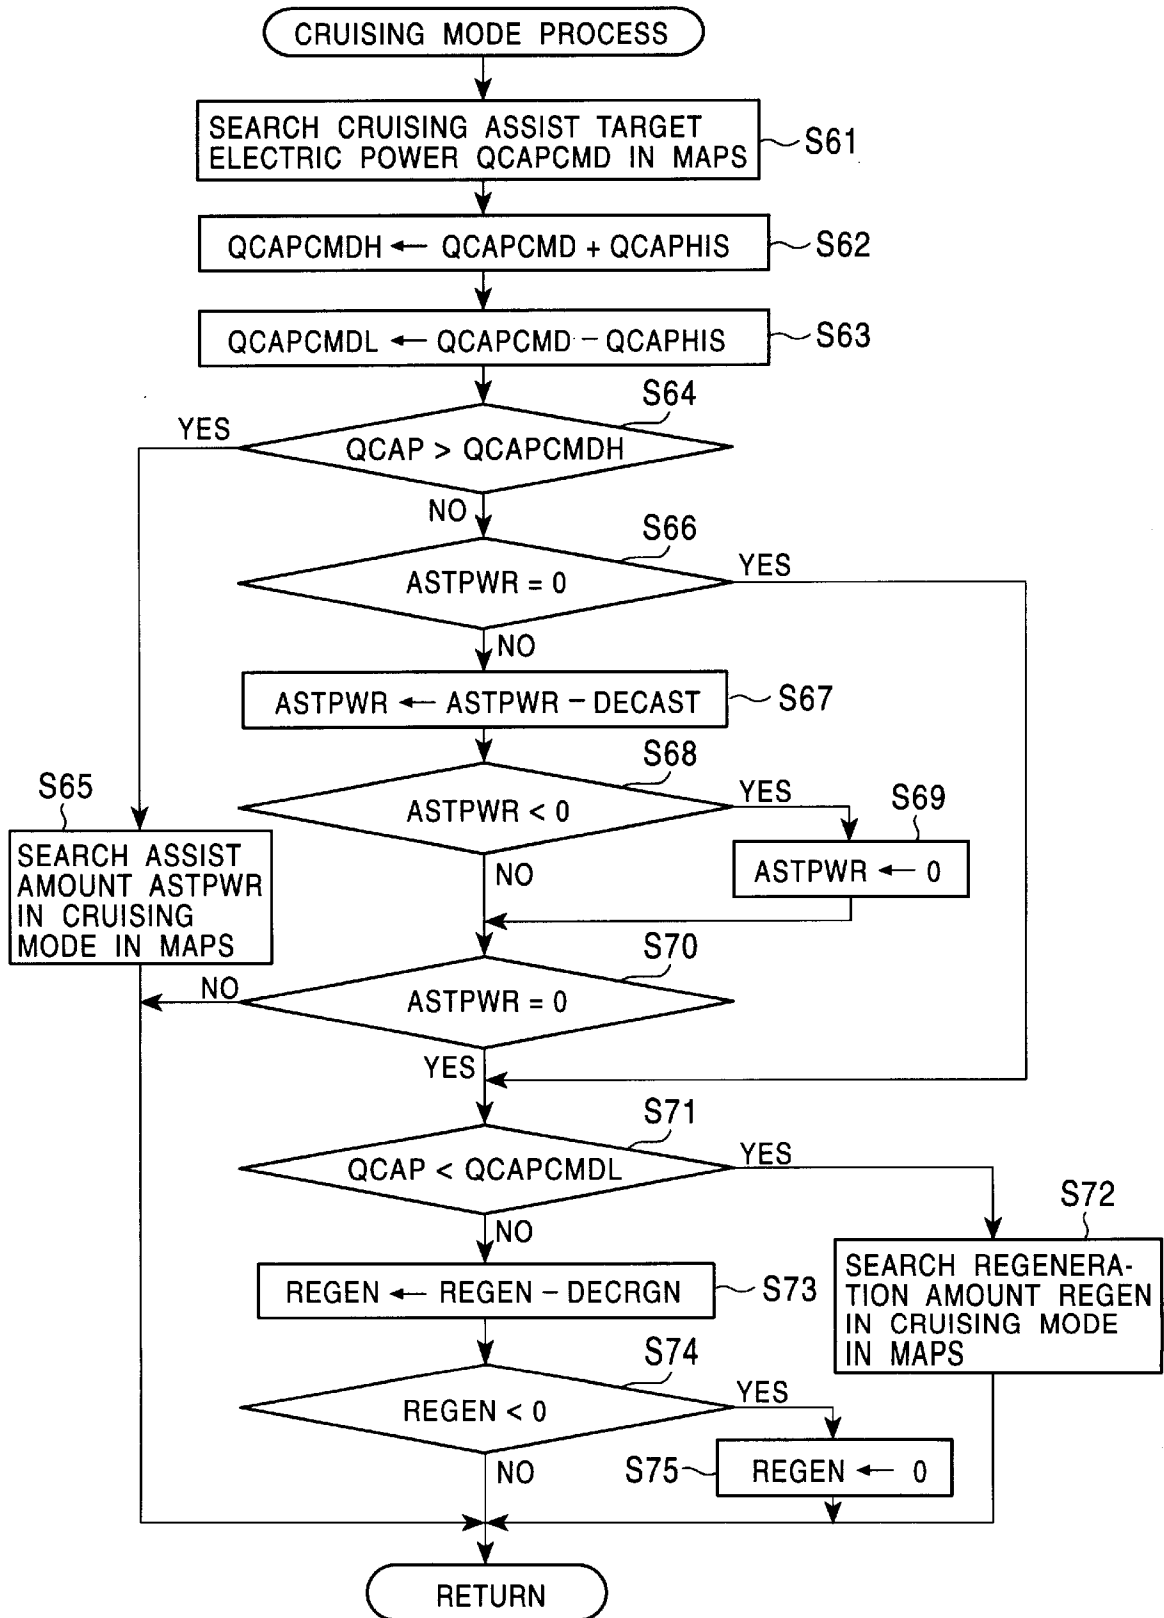 CRUISING MODE PROCESS
SEARCH CRUISING ASSIST TARGET
ELECTRIC POWER QCAPCMD IN MAPS
S61
QCAPCMDH ← QCAPCMD + QCAPHIS
S62
QCAPCMDL ← QCAPCMD − QCAPHIS
S63
S64
YES
QCAP > QCAPCMDH
NO
S66
YES
ASTPWR = 0
NO
ASTPWR ← ASTPWR − DECAST
S67
S68
YES
ASTPWR < 0
NO
S69
ASTPWR ← 0
S65
SEARCH ASSIST
AMOUNT ASTPWR
IN CRUISING
MODE IN MAPS
S70
NO
ASTPWR = 0
YES
S71
YES
QCAP < QCAPCMDL
NO
S72
SEARCH REGENERA-
TION AMOUNT REGEN
IN CRUISING MODE
IN MAPS
REGEN ← REGEN − DECRGN
S73
S74
YES
REGEN < 0
NO
S75
REGEN ← 0
RETURN